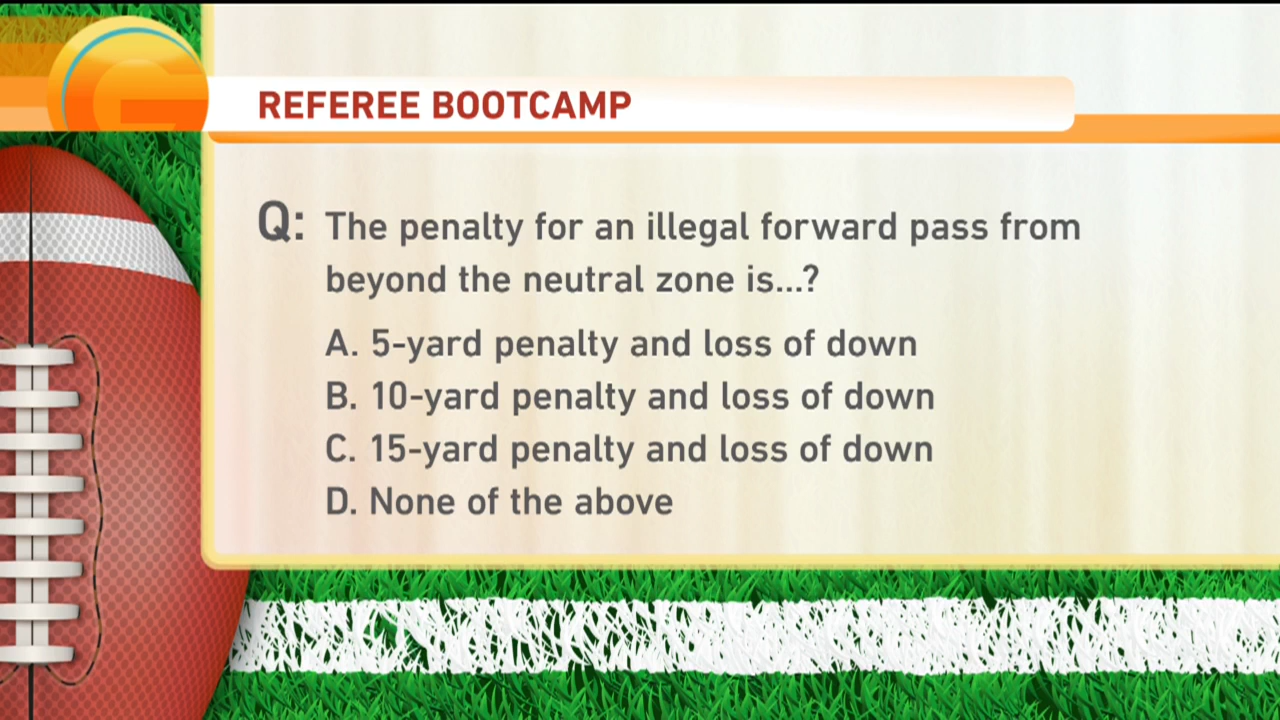 REFEREE BOOTCAMP
Q: The penalty for an illegal forward pass from
beyond the neutral zone is...?
A. 5-yard penalty and loss of down
B. 10-yard penalty and loss of down
C. 15-yard penalty and loss of down
D. None of the above